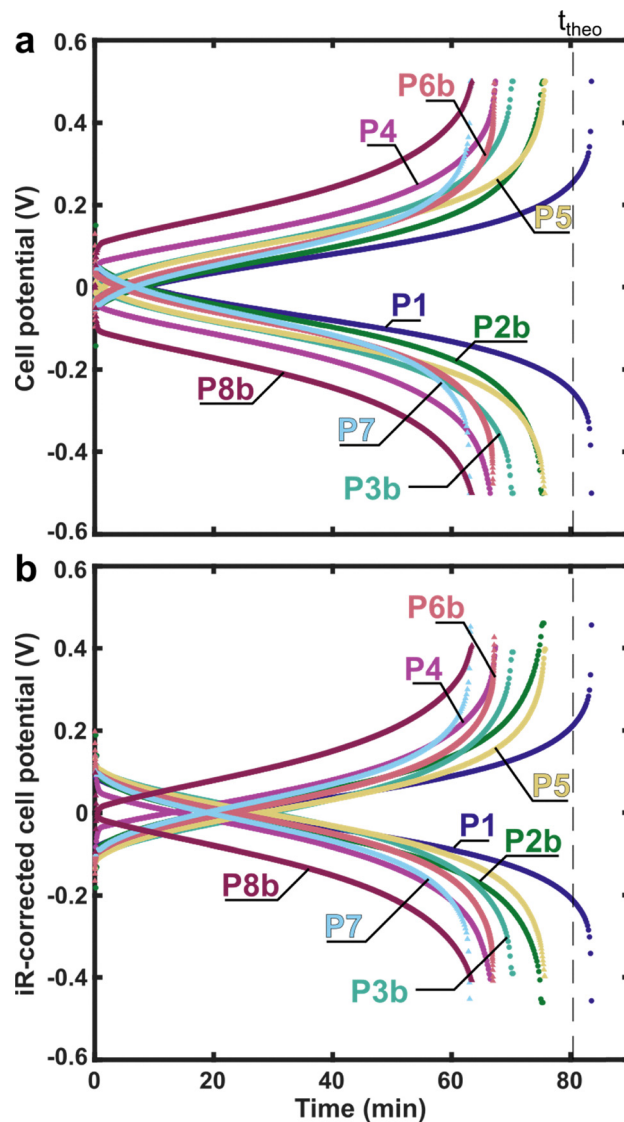 a
t_theo
0.6
P6b
P4
0.4
0.2
P5
0
P1
P2b
-0.2
P8b
P7
P3b
-0.4
-0.6
Cell potential (V)
b
0.6
P6b
0.4
P4
0.2
P5
0
P1
P2b
-0.2
P8b
P7
P3b
-0.4
-0.6
iR-corrected cell potential (V)
0 20 40 60 80
Time (min)